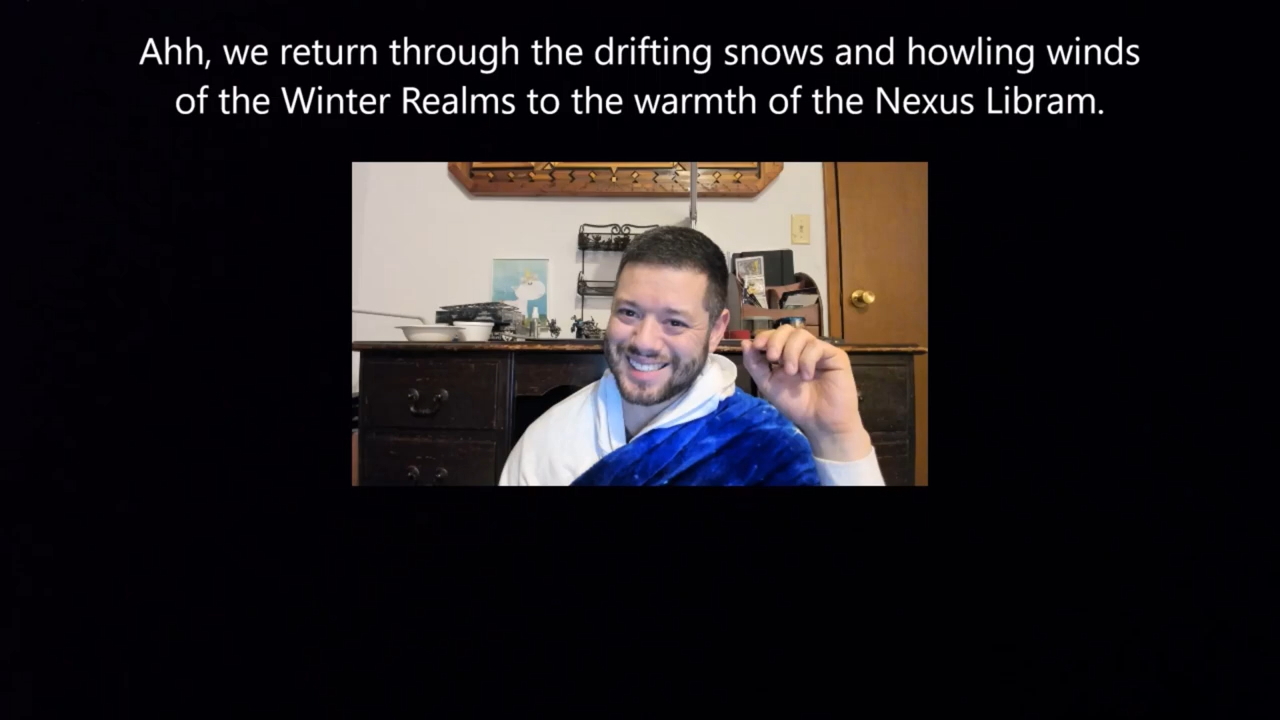 Ahh, we return through the drifting snows and howling winds
of the Winter Realms to the warmth of the Nexus Libram.